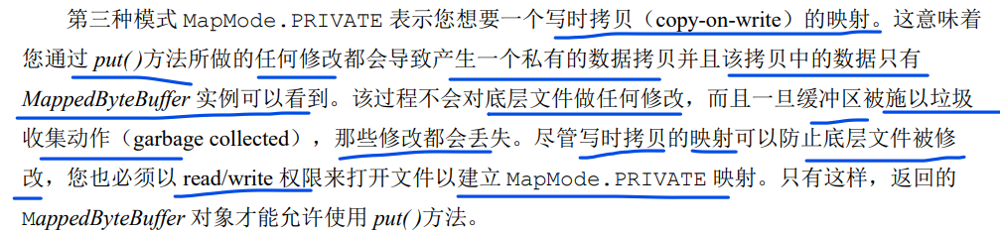 第三种模式 MapMode.PRIVATE 表示您想要一个写时拷贝（copy-on-write）的映射。这意味着
您通过 put( )方法所做的任何修改都会导致产生一个私有的数据拷贝并且该拷贝中的数据只有
MappedByteBuffer 实例可以看到。该过程不会对底层文件做任何修改，而且一旦缓冲区被施以垃圾
收集动作（garbage collected），那些修改都会丢失。尽管写时拷贝的映射可以防止底层文件被修
改，您也必须以 read/write 权限来打开文件以建立 MapMode.PRIVATE 映射。只有这样，返回的
MappedByteBuffer 对象才能允许使用 put( )方法。